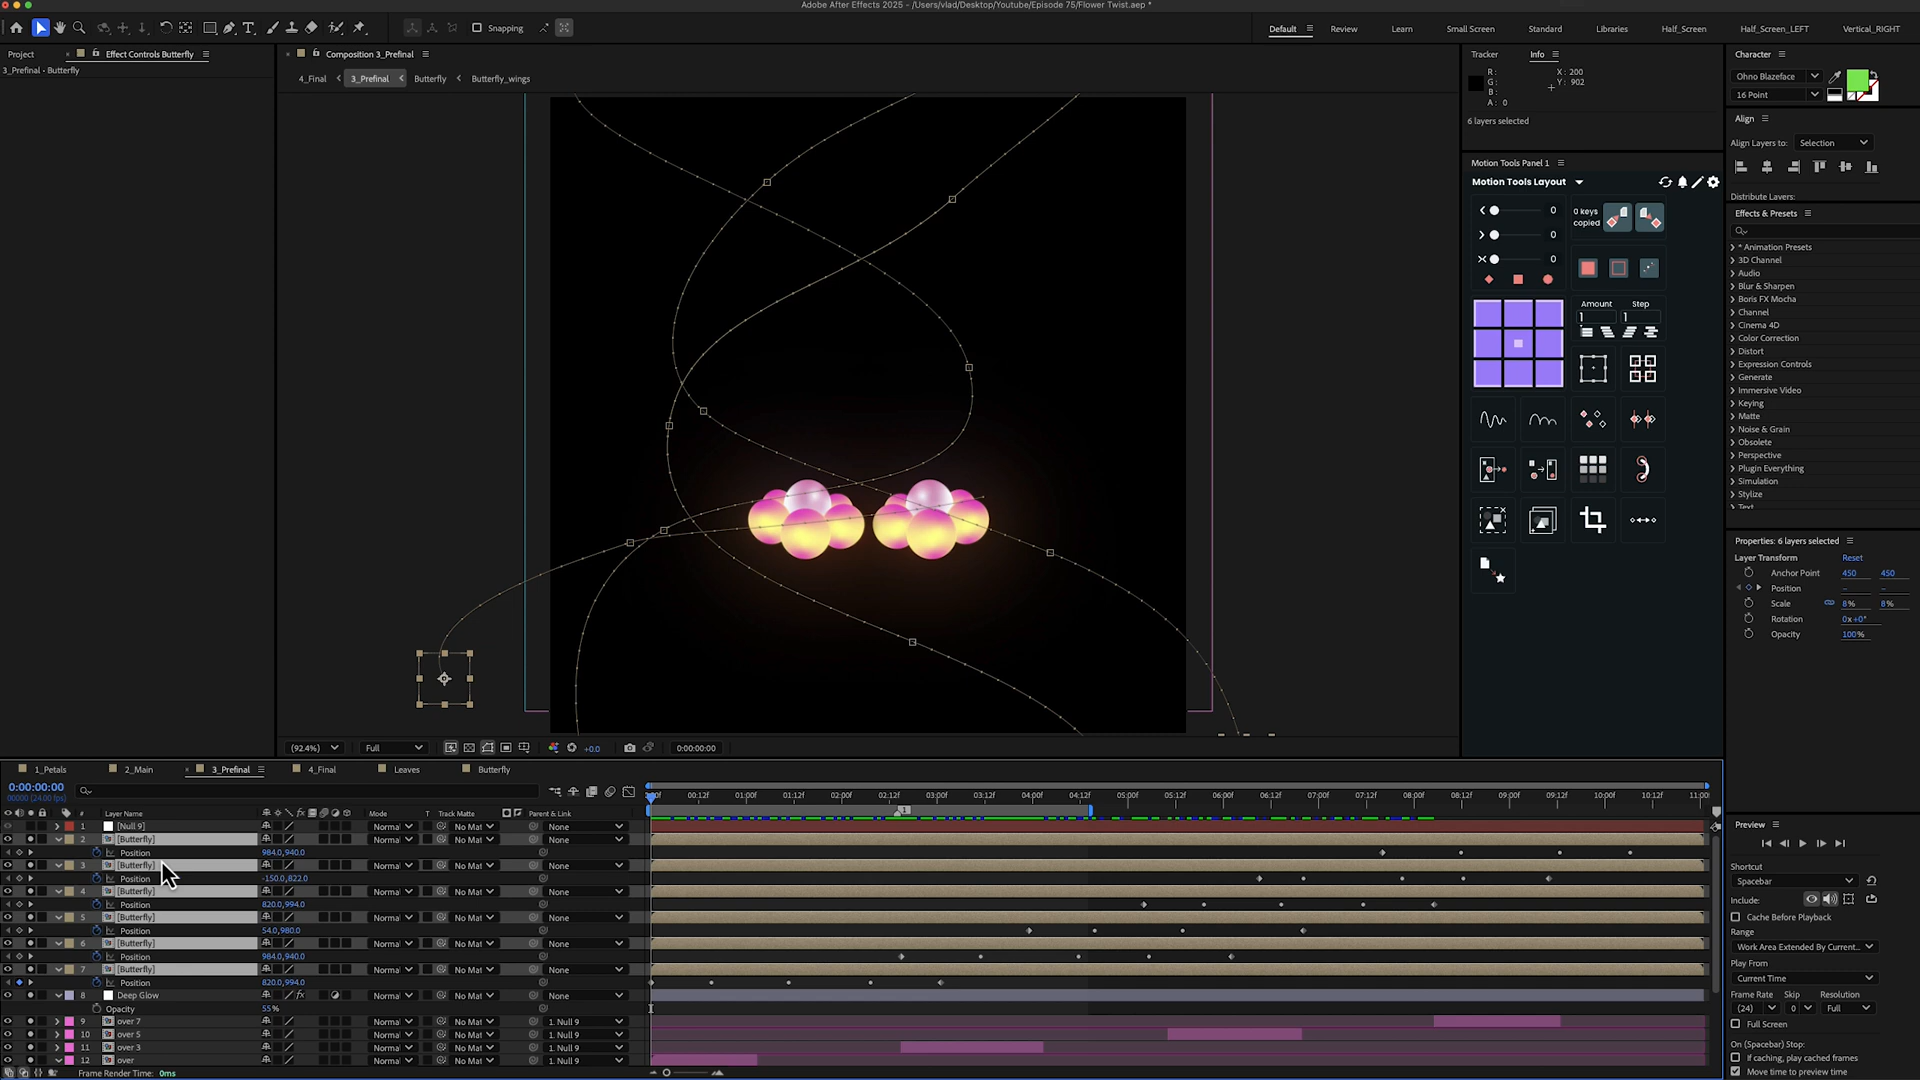 Adobe After Effects 2025 - /Users/vlad/Desktop/Youtube/Episode 75/Flower Twist.aep *
Snapping
Default
Review
Learn
Small Screen
Standard
Libraries
Half_Screen
Half_Screen_LEFT
Vertical_RIGHT
Project
Effect Controls Butterfly
3_Prefinal - Butterfly
Composition 3_Prefinal
4_Final
3_Prefinal
Butterfly
Butterfly_wings
Tracker
Info
R:
G:
B:
A: 0
X: 200
Y: 902
6 layers selected
Motion Tools Panel 1
Motion Tools Layout
0
0 keys
copied
0
0
Amount
Step
1
1
Character
Ohno Blazeface
16 Point
Align
Align Layers to:
Selection
Distribute Layers:
Effects & Presets
* Animation Presets
3D Channel
Audio
Blur & Sharpen
Boris FX Mocha
Channel
Cinema 4D
Color Correction
Distort
Expression Controls
Generate
Immersive Video
Keying
Matte
Noise & Grain
Obsolete
Perspective
Plugin Everything
Simulation
Stylize
Text
Properties: 6 layers selected
Layer Transform
Reset
Anchor Point
450
450
Position
Scale
8%
8%
Rotation
0x+0°
Opacity
100%
(92.4%)
Full
+0.0
0:00:00:00
1_Petals
2_Main
3_Prefinal
4_Final
Leaves
Butterfly
0:00:00:00
00000 (24.00 fps)
00:12f
01:00f
01:12f
02:00f
02:12f
03:00f
03:12f
04:00f
04:12f
05:00f
05:12f
06:00f
06:12f
07:00f
07:12f
08:00f
08:12f
09:00f
09:12f
10:00f
10:12f
11:00f
1
#
Layer Name
Mode
T
Track Matte
Parent & Link
1
[Null 9]
Normal
No Mat
None
2
[Butterfly]
Normal
No Mat
None
Position
984.0,940.0
3
[Butterfly]
Normal
No Mat
None
Position
-150.0,822.0
4
[Butterfly]
Normal
No Mat
None
Position
820.0,994.0
5
[Butterfly]
Normal
No Mat
None
Position
54.0,980.0
6
[Butterfly]
Normal
No Mat
None
Position
984.0,940.0
7
[Butterfly]
Normal
No Mat
None
Position
820.0,994.0
8
Deep Glow
Normal
No Mat
None
Opacity
55%
9
over 7
Normal
No Mat
1. Null 9
10
over 5
Normal
No Mat
1. Null 9
11
over 3
Normal
No Mat
1. Null 9
12
over
Normal
No Mat
1. Null 9
Frame Render Time: 0ms
Preview
Shortcut
Spacebar
Include:
Cache Before Playback
Range
Work Area Extended By Current...
Play From
Current Time
Frame Rate
Skip
Resolution
(24)
0
Full
Full Screen
On (Spacebar) Stop:
If caching, play cached frames
Move time to preview time